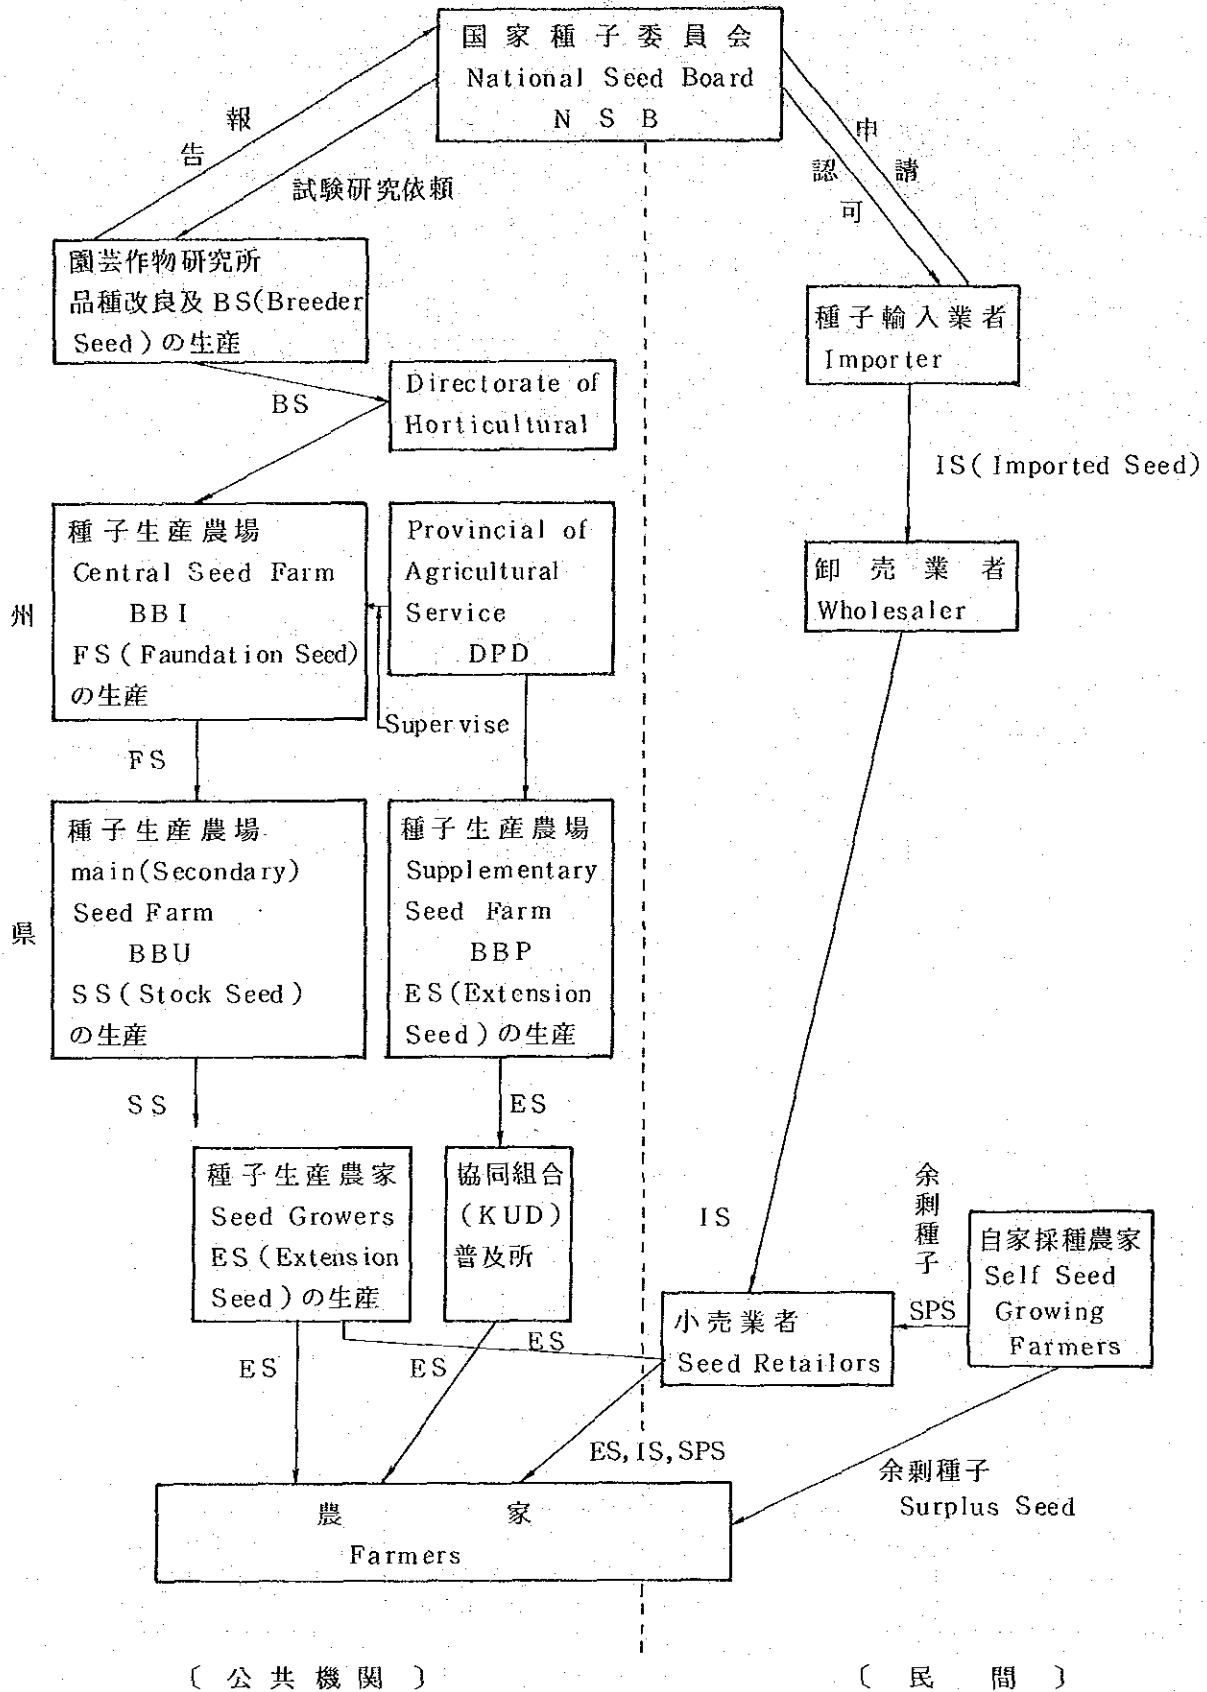 国家種子委員会
National Seed Board
N S B
報
告
試験研究依頼
申
請
認
可
園芸作物研究所
品種改良及BS(Breeder
Seed)の生産
種子輸入業者
Importer
BS
Directorate of
Horticultural
IS(Imported Seed)
州
種子生産農場
Central Seed Farm
BBI
FS(Faundation Seed)
の生産
Provincial of
Agricultural
Service
DPD
Supervise
卸売業者
Wholesaler
FS
県
種子生産農場
main(Secondary)
Seed Farm
BBU
SS(Stock Seed)
の生産
種子生産農場
Supplementary
Seed Farm
BBP
ES(Extension
Seed)の生産
SS
ES
種子生産農家
Seed Growers
ES(Extension
Seed)の生産
協同組合
(KUD)
普及所
IS
余剰種子
SPS
自家採種農家
Self Seed
Growing
Farmers
小売業者
Seed Retailors
ES
ES
ES
ES,IS,SPS
余剰種子
Surplus Seed
農家
Farmers
〔公共機関〕
〔民間〕